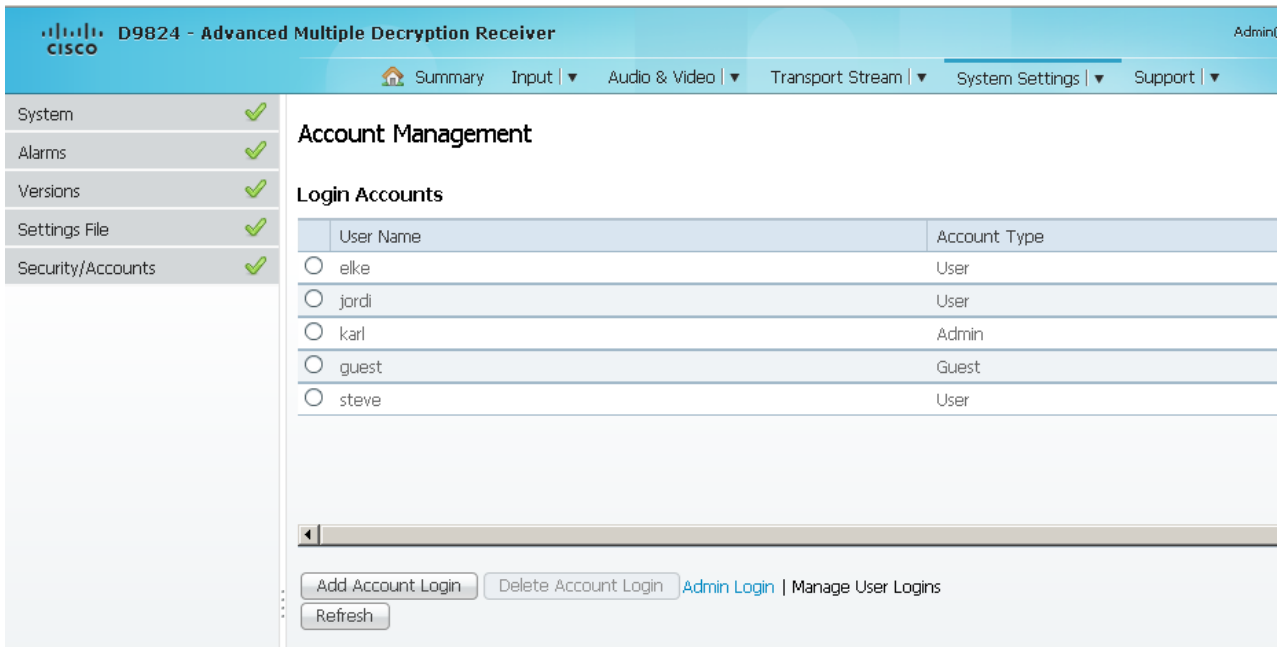 CISCO D9824 - Advanced Multiple Decryption Receiver Admin(
Summary Input | ▼ Audio & Video | ▼ Transport Stream | ▼ System Settings | ▼ Support | ▼
System
Alarms
Versions
Settings File
Security/Accounts
Account Management
Login Accounts
User Name Account Type
elke User
jordi User
karl Admin
guest Guest
steve User
Add Account Login Delete Account Login Admin Login | Manage User Logins
Refresh